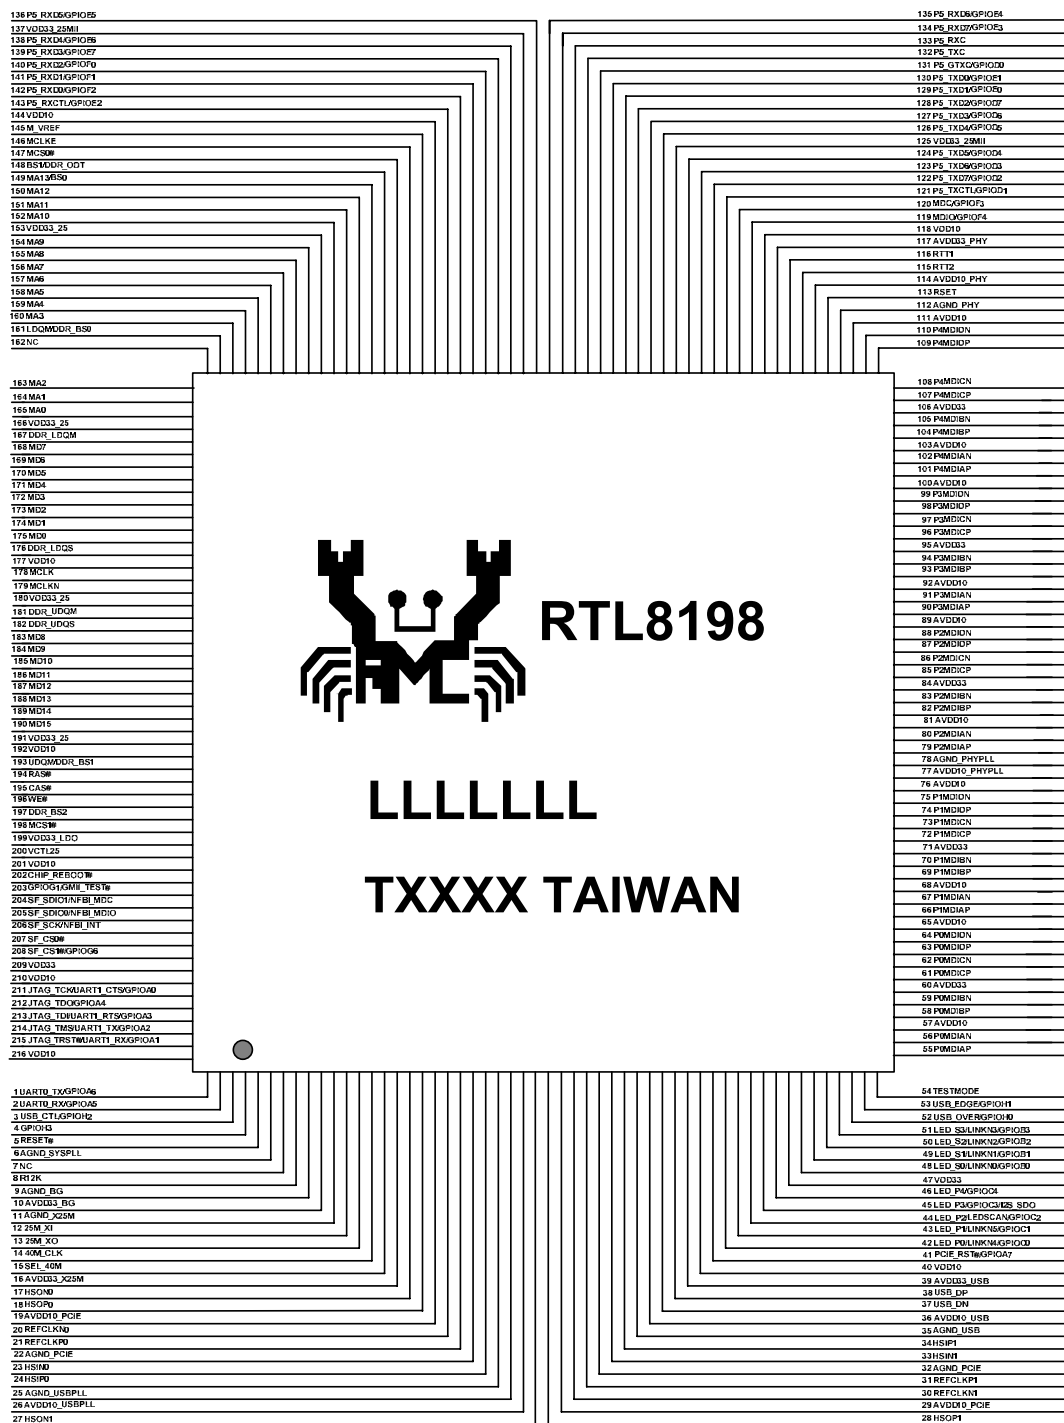 136 P5_RXD5/GPIOE5
137 VDD33_25MII
138 P5_RXD4/GPIOE6
139 P5_RXD3/GPIOE7
140 P5_RXD2/GPIOF0
141 P5_RXD1/GPIOF1
142 P5_RXD0/GPIOF2
143 P5_RXCTL/GPIOE2
144 VDD10
145 M_VREF
146 MCLKE
147 MCS0#
148 BS1/DDR_ODT
149 MA13/BS0
150 MA12
151 MA11
152 MA10
153 VDD33_25
154 MA9
155 MA8
156 MA7
157 MA6
158 MA5
159 MA4
160 MA3
161 LDQM/DDR_BS0
162 NC
135 P5_RXD6/GPIOE4
134 P5_RXD7/GPIOE3
133 P5_RXC
132 P5_TXC
131 P5_GTXC/GPIOD0
130 P5_TXD0/GPIOE1
129 P5_TXD1/GPIOE0
128 P5_TXD2/GPIOD7
127 P5_TXD3/GPIOD6
126 P5_TXD4/GPIOD5
125 VDD33_25MII
124 P5_TXD5/GPIOD4
123 P5_TXD6/GPIOD3
122 P5_TXD7/GPIOD2
121 P5_TXCTL/GPIOD1
120 MDC/GPIOF3
119 MDIO/GPIOF4
118 VDD10
117 AVDD33_PHY
116 RTT1
115 RTT2
114 AVDD10_PHY
113 RSET
112 AGND_PHY
111 AVDD10
110 P4MDIDN
109 P4MDIDP
163 MA2
164 MA1
165 MA0
166 VDD33_25
167 DDR_LDQM
168 MD7
169 MD6
170 MD5
171 MD4
172 MD3
173 MD2
174 MD1
175 MD0
176 DDR_LDQS
177 VDD10
178 MCLK
179 MCLKN
180 VDD33_25
181 DDR_UDQM
182 DDR_UDQS
183 MD8
184 MD9
185 MD10
186 MD11
187 MD12
188 MD13
189 MD14
190 MD15
191 VDD33_25
192 VDD10
193 UDQM/DDR_BS1
194 RAS#
195 CAS#
196 WE#
197 DDR_BS2
198 MCS1#
199 VDD33_LDO
200 VCTL25
201 VDD10
202 CHIP_REBOOT#
203 GPIOG1/GMII_TEST#
204 SF_SDIO1/NFBI_MDC
205 SF_SDIO0/NFBI_MDIO
206 SF_SCK/NFBI_INT
207 SF_CS0#
208 SF_CS1#/GPIOG6
209 VDD33
210 VDD10
211 JTAG_TCK/UART1_CTS/GPIOA0
212 JTAG_TDO/GPIOA4
213 JTAG_TDI/UART1_RTS/GPIOA3
214 JTAG_TMS/UART1_TX/GPIOA2
215 JTAG_TRST#/UART1_RX/GPIOA1
216 VDD10
RTL8198
LLLLLLL
TXXXX TAIWAN
108 P4MDICN
107 P4MDICP
106 AVDD33
105 P4MDIBN
104 P4MDIBP
103 AVDD10
102 P4MDIAN
101 P4MDIAP
100 AVDD10
99 P3MDIDN
98 P3MDIDP
97 P3MDICN
96 P3MDICP
95 AVDD33
94 P3MDIBN
93 P3MDIBP
92 AVDD10
91 P3MDIAN
90 P3MDIAP
89 AVDD10
88 P2MDIDN
87 P2MDIDP
86 P2MDICN
85 P2MDICP
84 AVDD33
83 P2MDIBN
82 P2MDIBP
81 AVDD10
80 P2MDIAN
79 P2MDIAP
78 AGND_PHYPLL
77 AVDD10_PHYPLL
76 AVDD10
75 P1MDIDN
74 P1MDIDP
73 P1MDICN
72 P1MDICP
71 AVDD33
70 P1MDIBN
69 P1MDIBP
68 AVDD10
67 P1MDIAN
66 P1MDIAP
65 AVDD10
64 P0MDIDN
63 P0MDIDP
62 P0MDICN
61 P0MDICP
60 AVDD33
59 P0MDIBN
58 P0MDIBP
57 AVDD10
56 P0MDIAN
55 P0MDIAP
1 UART0_TX/GPIOA6
2 UART0_RX/GPIOA5
3 USB_CTL/GPIOH2
4 GPIOH3
5 RESET#
6 AGND_SYSPLL
7 NC
8 R12K
9 AGND_BG
10 AVDD33_BG
11 AGND_X25M
12 25M_XI
13 25M_XO
14 40M_CLK
15 SEL_40M
16 AVDD33_X25M
17 HSON0
18 HSOP0
19 AVDD10_PCIE
20 REFCLKN0
21 REFCLKP0
22 AGND_PCIE
23 HSIN0
24 HSIP0
25 AGND_USBPLL
26 AVDD10_USBPLL
27 HSON1
54 TESTMODE
53 USB_EDGE/GPIOH1
52 USB_OVER/GPIOH0
51 LED_S3/LINKN3/GPIOB3
50 LED_S2/LINKN2/GPIOB2
49 LED_S1/LINKN1/GPIOB1
48 LED_S0/LINKN0/GPIOB0
47 VDD33
46 LED_P4/GPIOC4
45 LED_P3/GPIOC3/I2S_SDO
44 LED_P2/LEDSCAN/GPIOC2
43 LED_P1/LINKN5/GPIOC1
42 LED_P0/LINKN4/GPIOC0
41 PCIE_RST#/GPIOA7
40 VDD10
39 AVDD33_USB
38 USB_DP
37 USB_DN
36 AVDD10_USB
35 AGND_USB
34 HSIP1
33 HSIN1
32 AGND_PCIE
31 REFCLKP1
30 REFCLKN1
29 AVDD10_PCIE
28 HSOP1